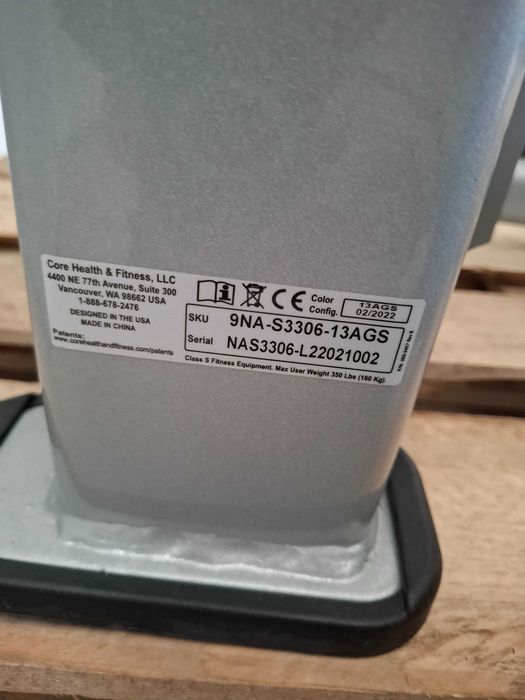 Core Health & Fitness, LLC
4400 NE 77th Avenue, Suite 300
Vancouver, WA 98662 USA
1-888-678-2476
DESIGNED IN THE USA
MADE IN CHINA
Patents:
www.corehealthandfitness.com/patents
CE
Color Config.
13AGS
02/2022
SKU 9NA-S3306-13AGS
Serial NAS3306-L22021002
Class S Fitness Equipment. Max User Weight 350 Lbs (160 Kg).